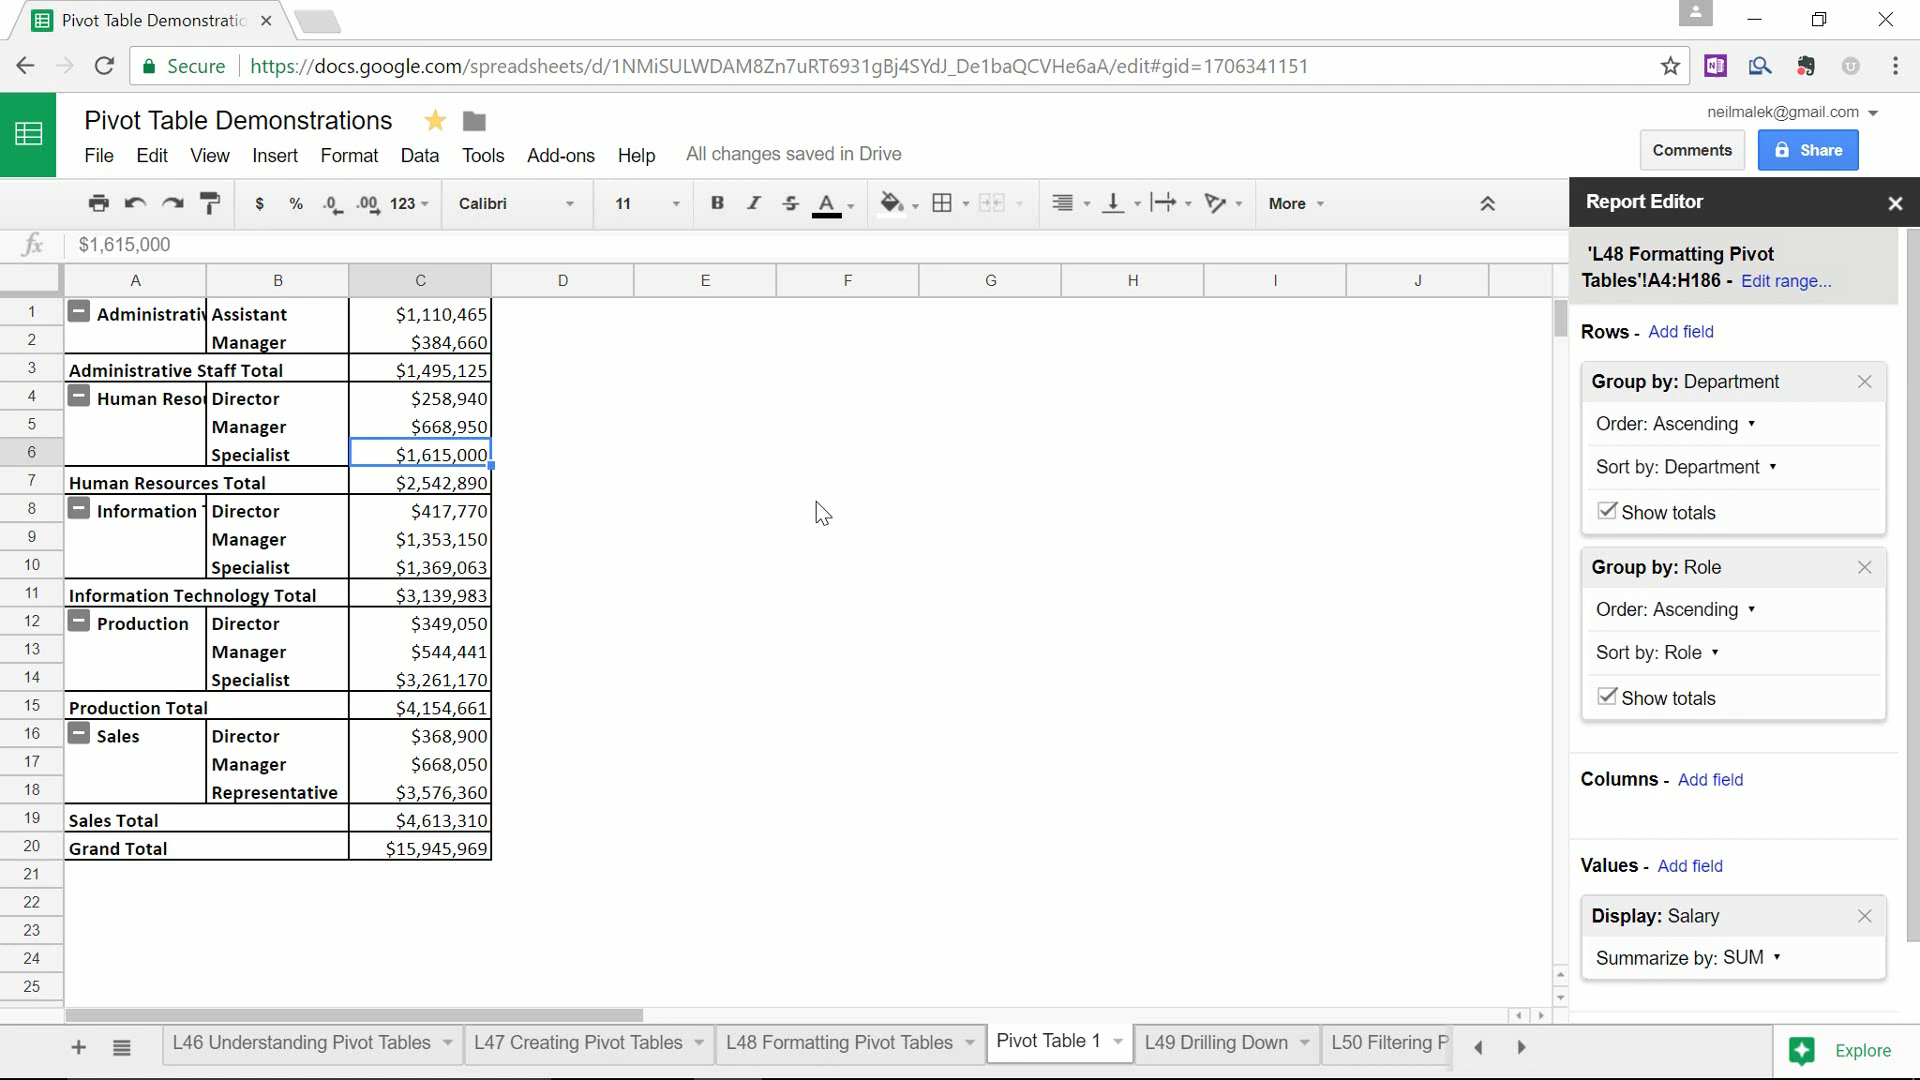 Pivot Table Demonstratic
Secure https://docs.google.com/spreadsheets/d/1NMiSULWDAM8Zn7uRT6931gBj4SYdJ_De1baQCVHe6aA/edit#gid=1706341151
Pivot Table Demonstrations
neilmalek@gmail.com
File Edit View Insert Format Data Tools Add-ons Help All changes saved in Drive
Comments Share
$ % .0 .00 123 Calibri 11 B I S A More
fx $1,615,000
A B C D E F G H I J
1 Administrativ Assistant $1,110,465
2 Manager $384,660
3 Administrative Staff Total $1,495,125
4 Human Resou Director $258,940
5 Manager $668,950
6 Specialist $1,615,000
7 Human Resources Total $2,542,890
8 Information T Director $417,770
9 Manager $1,353,150
10 Specialist $1,369,063
11 Information Technology Total $3,139,983
12 Production Director $349,050
13 Manager $544,441
14 Specialist $3,261,170
15 Production Total $4,154,661
16 Sales Director $368,900
17 Manager $668,050
18 Representative $3,576,360
19 Sales Total $4,613,310
20 Grand Total $15,945,969
21
22
23
24
25
Report Editor
'L48 Formatting Pivot
Tables'!A4:H186 - Edit range...
Rows - Add field
Group by: Department
Order: Ascending
Sort by: Department
Show totals
Group by: Role
Order: Ascending
Sort by: Role
Show totals
Columns - Add field
Values - Add field
Display: Salary
Summarize by: SUM
L46 Understanding Pivot Tables L47 Creating Pivot Tables L48 Formatting Pivot Tables Pivot Table 1 L49 Drilling Down L50 Filtering P
Explore